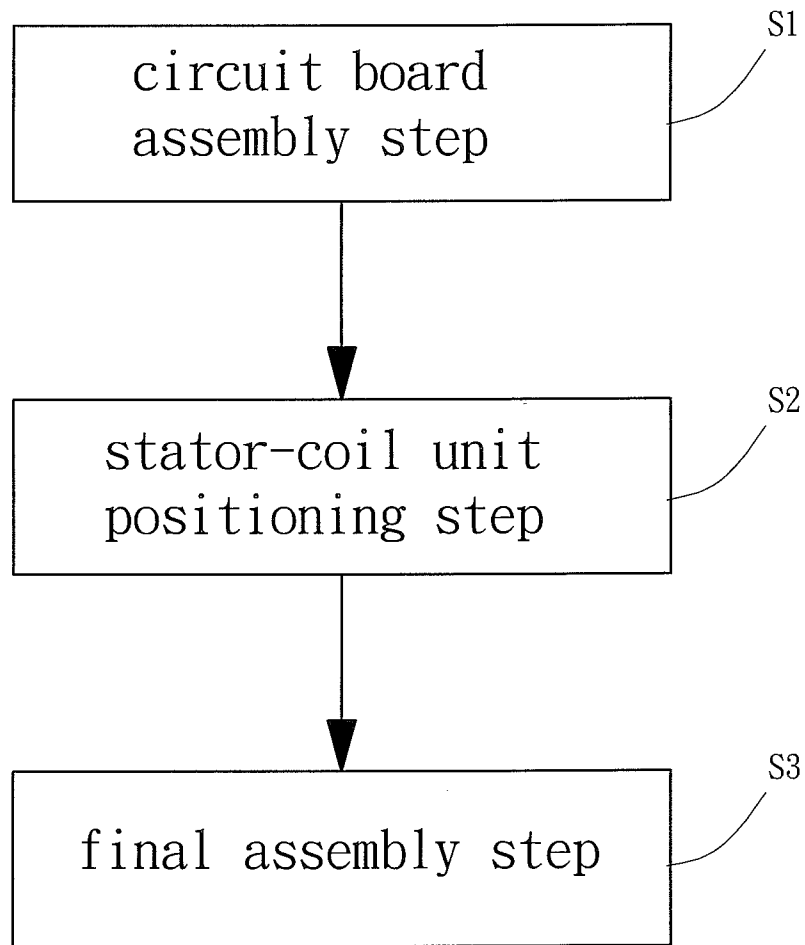 S1
circuit board
assembly step
S2
stator-coil unit
positioning step
S3
final assembly step